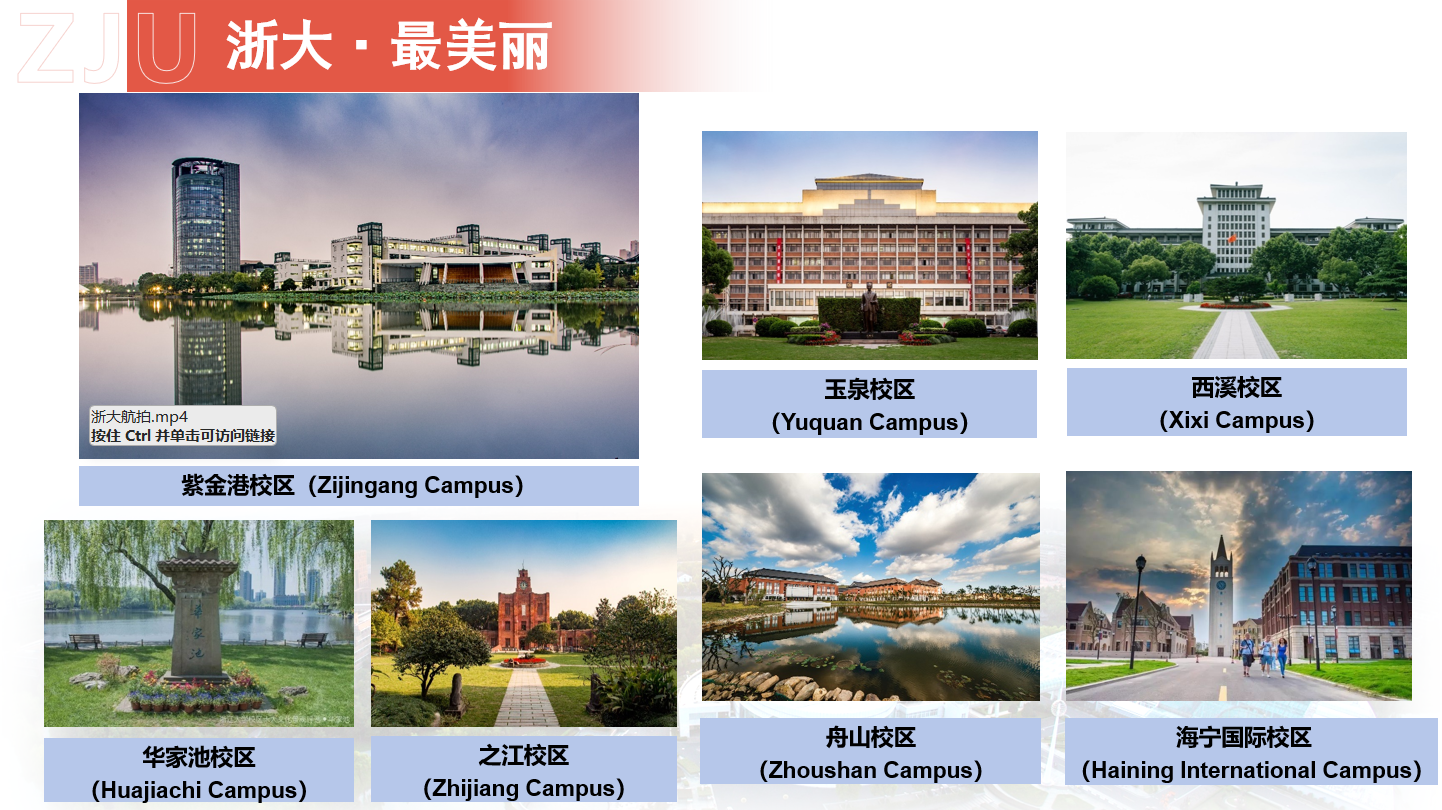 ZJU
浙大·最美丽
浙大航拍.mp4
按住 Ctrl 并单击可访问链接
紫金港校区（Zijingang Campus）
玉泉校区
（Yuquan Campus）
西溪校区
（Xixi Campus）
华家池
华家池校区
（Huajiachi Campus）
之江校区
（Zhijiang Campus）
舟山校区
（Zhoushan Campus）
海宁国际校区
（Haining International Campus）